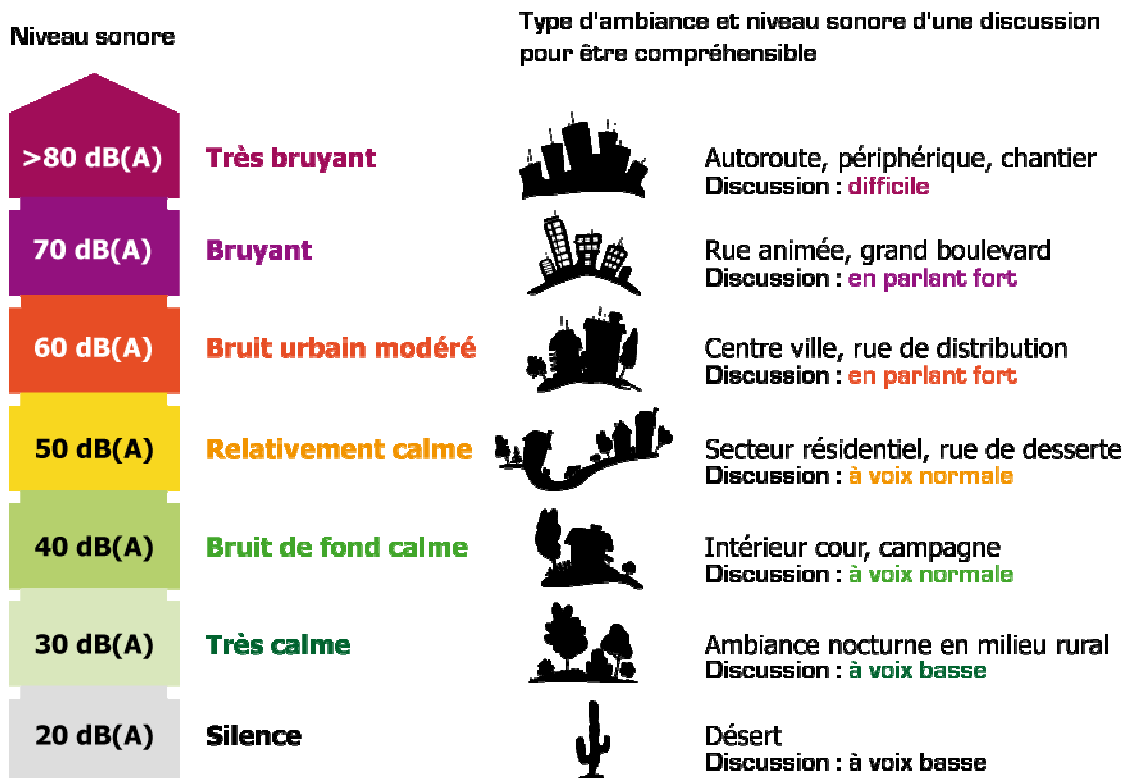 Niveau sonore
Type d'ambiance et niveau sonore d'une discussion
pour être compréhensible
>80 dB(A)
Très bruyant
Autoroute, périphérique, chantier
Discussion : difficile
70 dB(A)
Bruyant
Rue animée, grand boulevard
Discussion : en parlant fort
60 dB(A)
Bruit urbain modéré
Centre ville, rue de distribution
Discussion : en parlant fort
50 dB(A)
Relativement calme
Secteur résidentiel, rue de desserte
Discussion : à voix normale
40 dB(A)
Bruit de fond calme
Intérieur cour, campagne
Discussion : à voix normale
30 dB(A)
Très calme
Ambiance nocturne en milieu rural
Discussion : à voix basse
20 dB(A)
Silence
Désert
Discussion : à voix basse